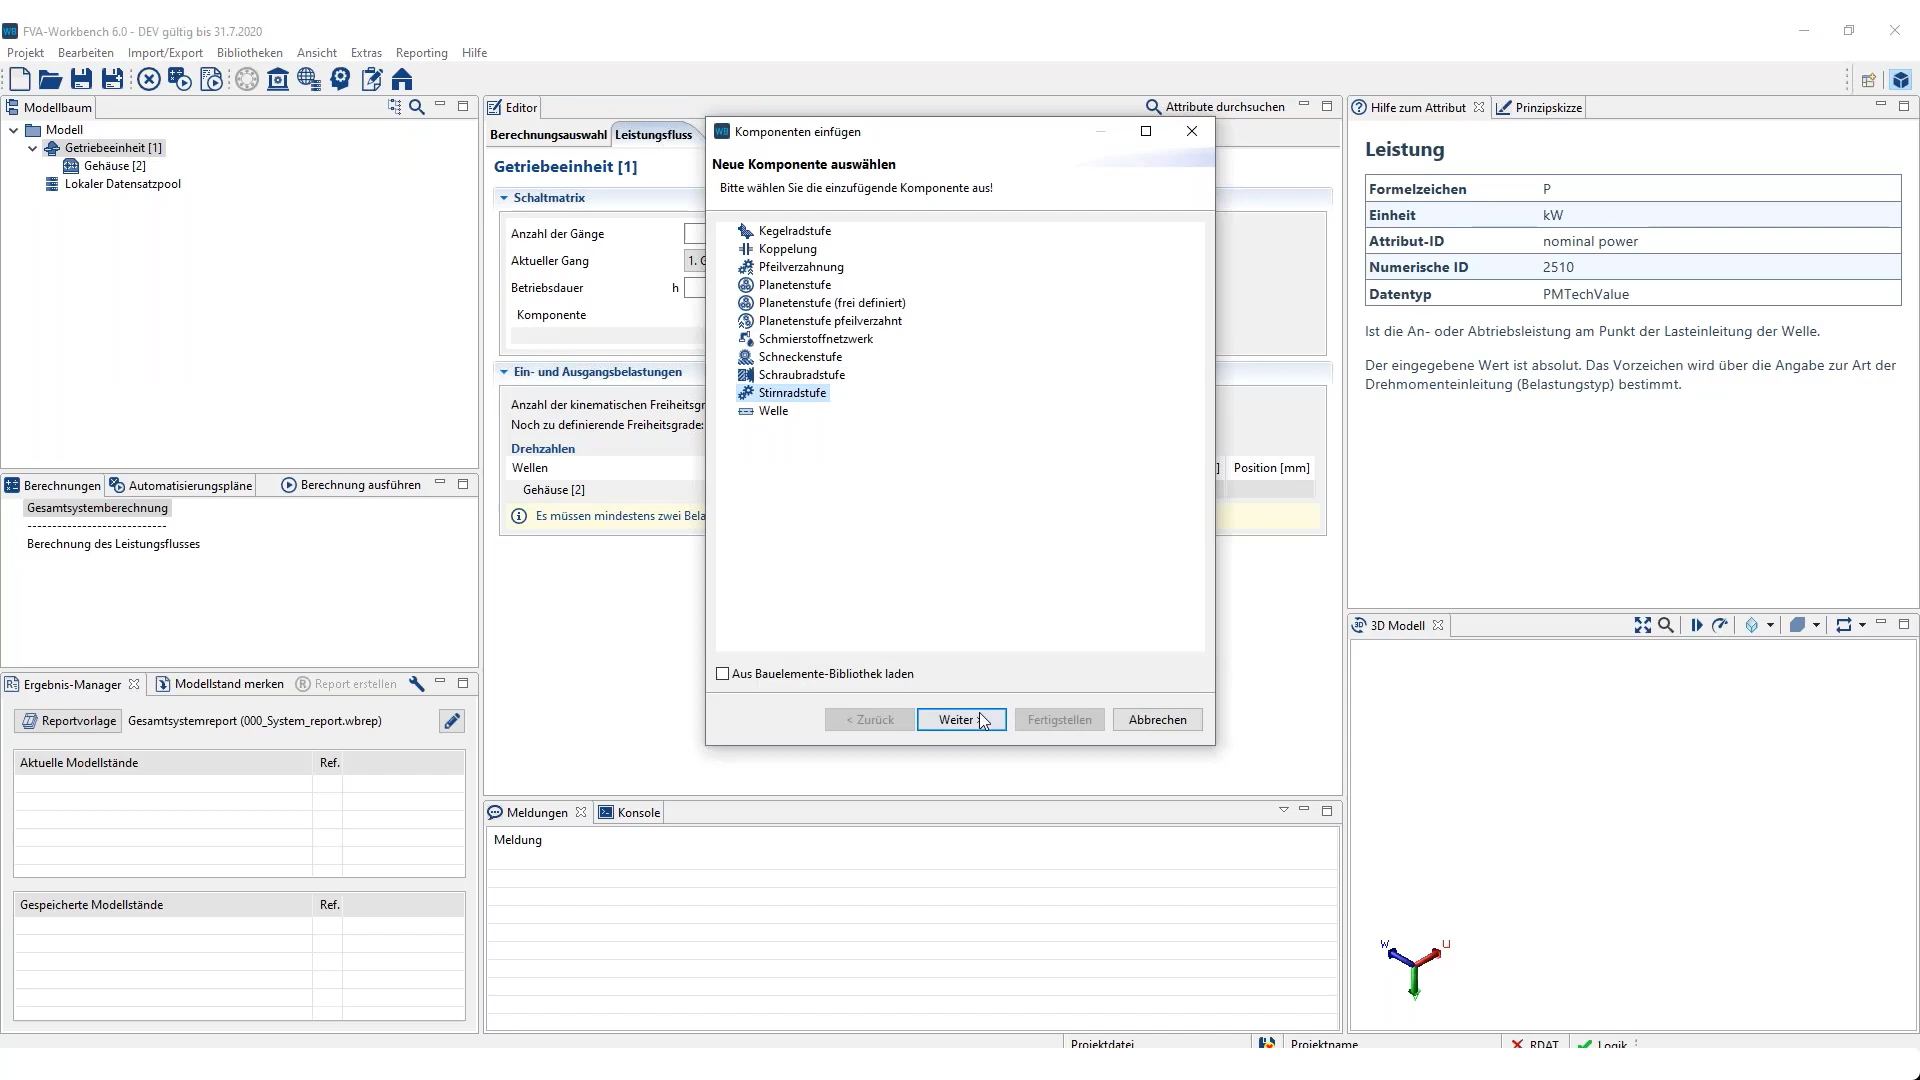 FVA-Workbench 6.0 - DEV gültig bis 31.7.2020
Projekt Bearbeiten Import/Export Bibliotheken Ansicht Extras Reporting Hilfe
Modellbaum
Modell
Getriebeeinheit [1]
Gehäuse [2]
Lokaler Datensatzpool
Berechnungen Automatisierungspläne Berechnung ausführen
Gesamtsystemberechnung
----------------------------
Berechnung des Leistungsflusses
Ergebnis-Manager Modellstand merken Report erstellen
Reportvorlage Gesamtsystemreport (000_System_report.wbrep)
Aktuelle Modellstände Ref.
Gespeicherte Modellstände Ref.
Editor Attribute durchsuchen
Berechnungsauswahl Leistungsfluss
Getriebeeinheit [1]
Schaltmatrix
Anzahl der Gänge
Aktueller Gang 1. G
Betriebsdauer h
Komponente
Ein- und Ausgangsbelastungen
Anzahl der kinematischen Freiheitsgr
Noch zu definierende Freiheitsgrade:
Drehzahlen
Wellen ] Position [mm]
Gehäuse [2]
Es müssen mindestens zwei Bela
Komponenten einfügen
Neue Komponente auswählen
Bitte wählen Sie die einzufügende Komponente aus!
Kegelradstufe
Koppelung
Pfeilverzahnung
Planetenstufe
Planetenstufe (frei definiert)
Planetenstufe pfeilverzahnt
Schmierstoffnetzwerk
Schneckenstufe
Schraubradstufe
Stirnradstufe
Welle
Aus Bauelemente-Bibliothek laden
< Zurück Weiter Fertigstellen Abbrechen
Meldungen Konsole
Meldung
Hilfe zum Attribut Prinzipskizze
Leistung
Formelzeichen P
Einheit kW
Attribut-ID nominal power
Numerische ID 2510
Datentyp PMTechValue
Ist die An- oder Abtriebsleistung am Punkt der Lasteinleitung der Welle.
Der eingegebene Wert ist absolut. Das Vorzeichen wird über die Angabe zur Art der
Drehmomenteinleitung (Belastungstyp) bestimmt.
3D Modell
W U
Projektdatei Projektname RDAT Logik